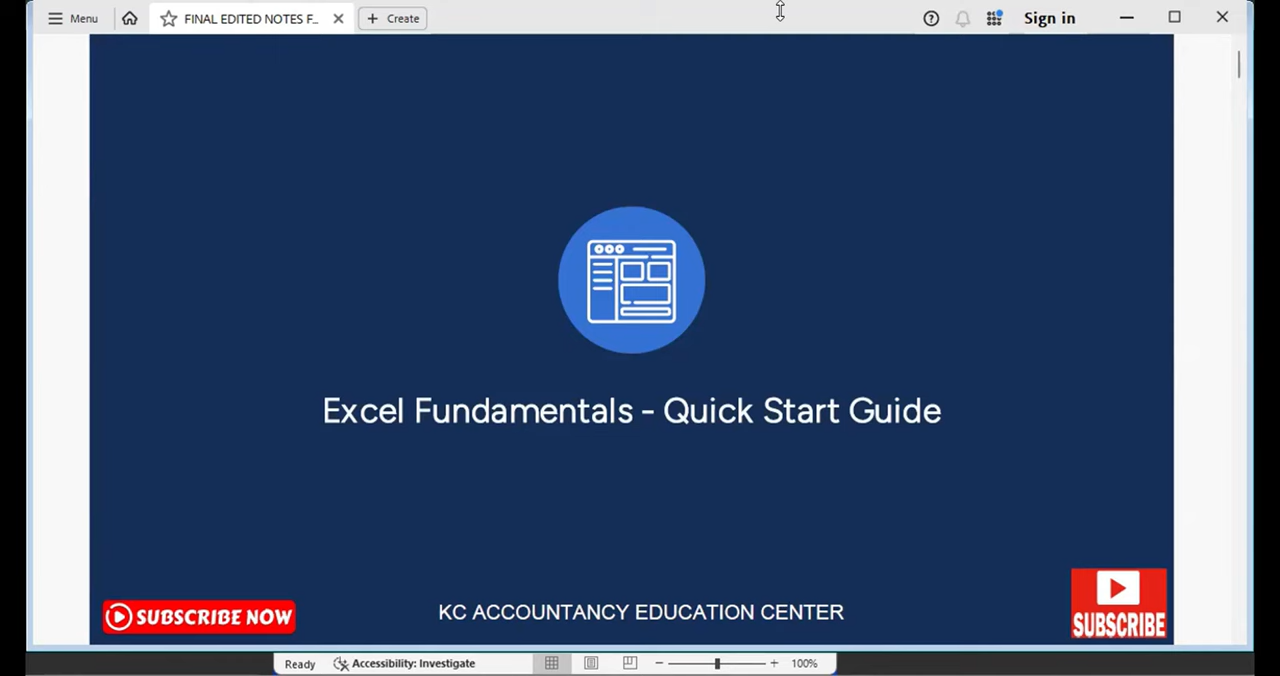 Menu
FINAL EDITED NOTES F...
Create
Sign in
Excel Fundamentals - Quick Start Guide
SUBSCRIBE NOW
KC ACCOUNTANCY EDUCATION CENTER
SUBSCRIBE
Ready
Accessibility: Investigate
100%